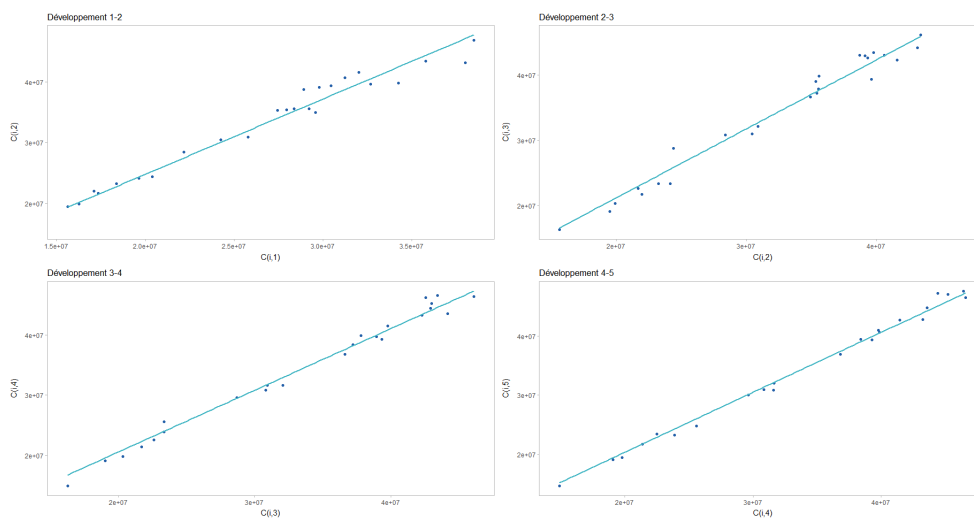 Développement 1-2
C(i,2)
4e+07
3e+07
2e+07
1.5e+07 2.0e+07 2.5e+07 3.0e+07 3.5e+07
C(i,1)
Développement 2-3
C(i,3)
4e+07
3e+07
2e+07
2e+07 3e+07 4e+07
C(i,2)
Développement 3-4
C(i,4)
4e+07
3e+07
2e+07
2e+07 3e+07 4e+07
C(i,3)
Développement 4-5
C(i,5)
4e+07
3e+07
2e+07
2e+07 3e+07 4e+07
C(i,4)